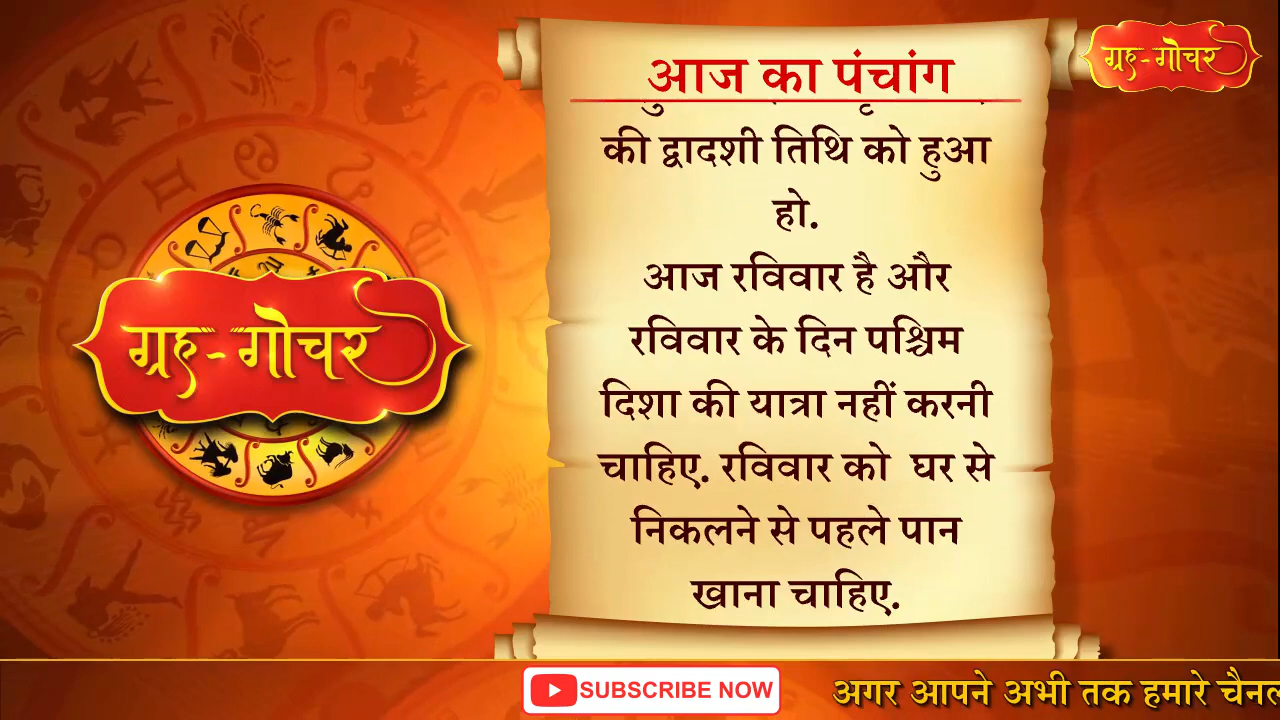 आज का पंचांग
ग्रह-गोचर
की द्वादशी तिथि को हुआ
हो.
आज रविवार है और
रविवार के दिन पश्चिम
दिशा की यात्रा नहीं करनी
चाहिए. रविवार को घर से
निकलने से पहले पान
खाना चाहिए.
ग्रह-गोचर
SUBSCRIBE NOW
अगर आपने अभी तक हमारे चैनल